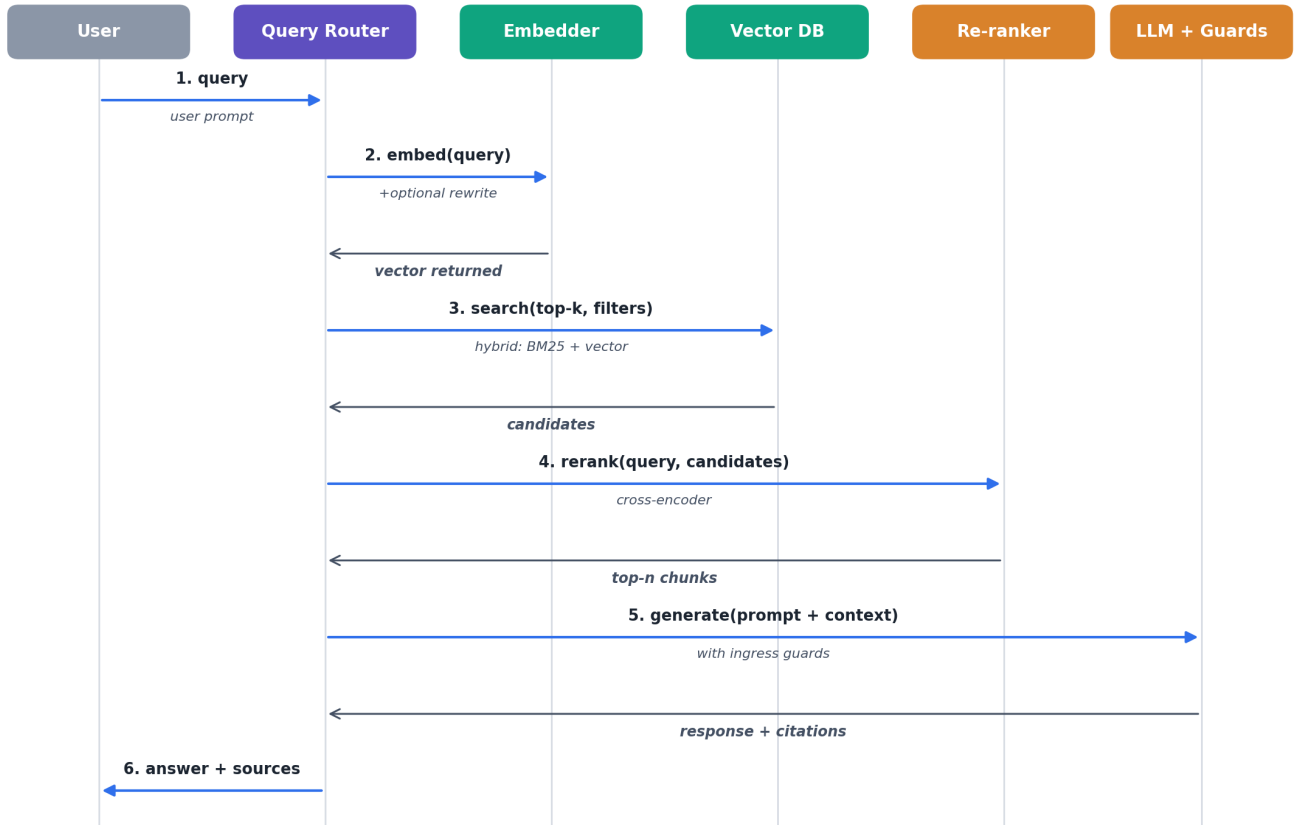 User
Query Router
Embedder
Vector DB
Re-ranker
LLM + Guards
1. query
user prompt
2. embed(query)
+optional rewrite
vector returned
3. search(top-k, filters)
hybrid: BM25 + vector
candidates
4. rerank(query, candidates)
cross-encoder
top-n chunks
5. generate(prompt + context)
with ingress guards
response + citations
6. answer + sources